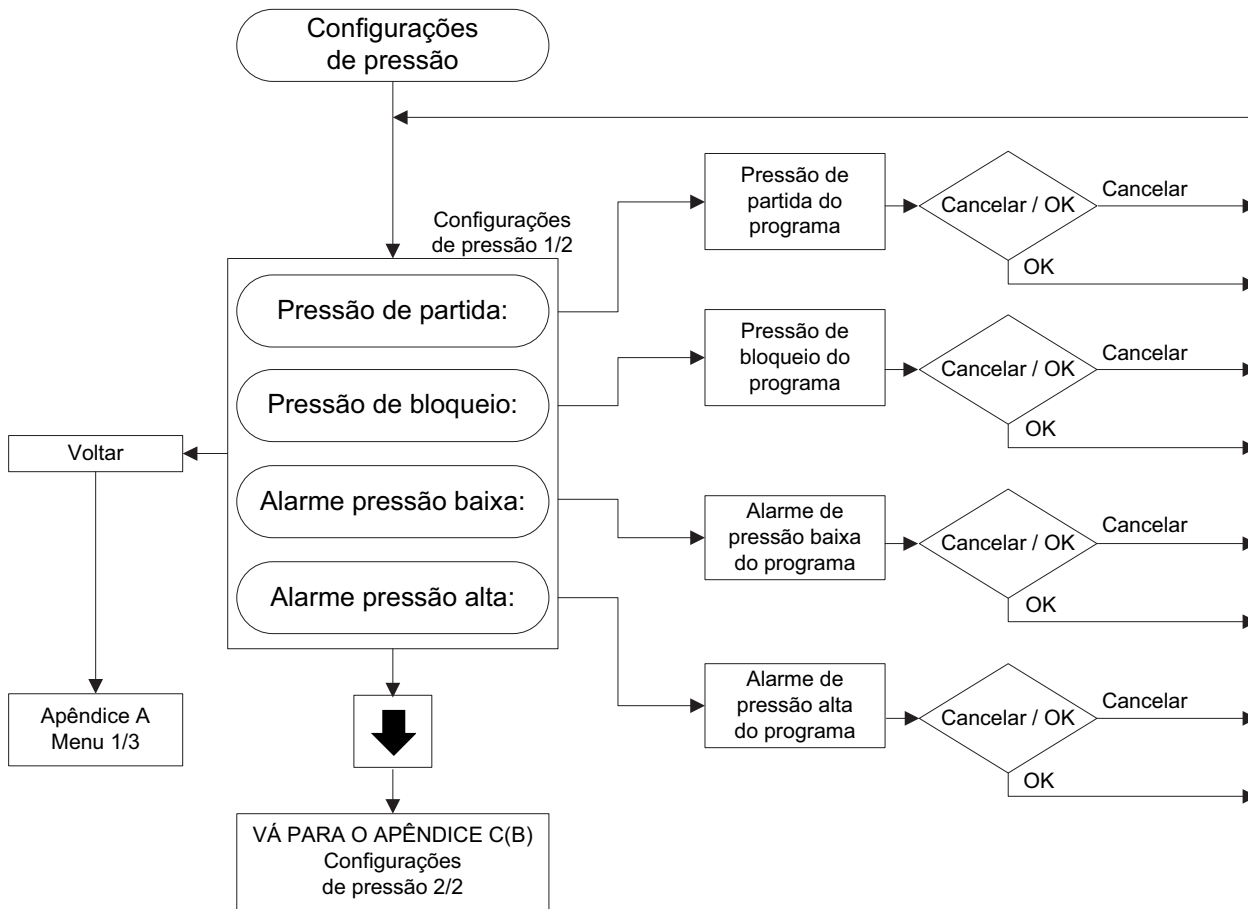 Configurações
de pressão
Configurações
de pressão 1/2
Pressão de partida:
Pressão de bloqueio:
Alarme pressão baixa:
Alarme pressão alta:
Voltar
Apêndice A
Menu 1/3
VÁ PARA O APÊNDICE C(B)
Configurações
de pressão 2/2
Pressão de
partida do
programa
Cancelar / OK
Cancelar
OK
Pressão de
bloqueio do
programa
Cancelar / OK
Cancelar
OK
Alarme de
pressão baixa
do programa
Cancelar / OK
Cancelar
OK
Alarme de
pressão alta
do programa
Cancelar / OK
Cancelar
OK